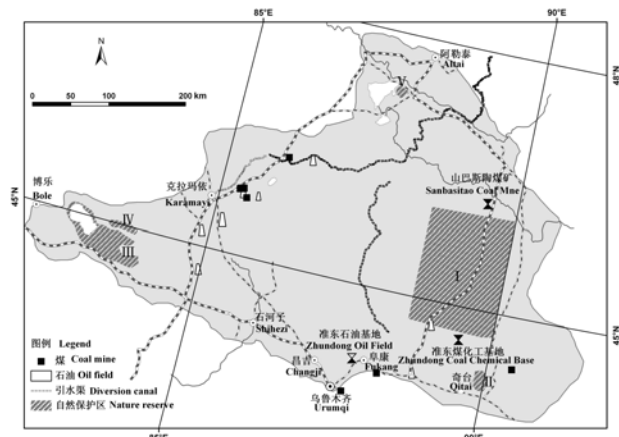 85°E
90°E
N
阿勒泰
Altai
48°N
V
0 50 100 200 km
博乐
Bole
45°N
克拉玛依
Karamay
山巴斯陶煤矿
Sanbasitao Coal Mne
IV
III
I
石河子
Shihezi
准东石油基地
Zhundong Oil Field
昌吉
Changji
阜康
Fukang
准东煤化工基地
Zhundong Coal Chemical Base
45°N
奇台
Qitai
II
乌鲁木齐
Urumqi
图例 Legend
煤 Coal mine
石油 Oil field
引水渠 Diversion canal
自然保护区 Nature reserve
85°E
90°E